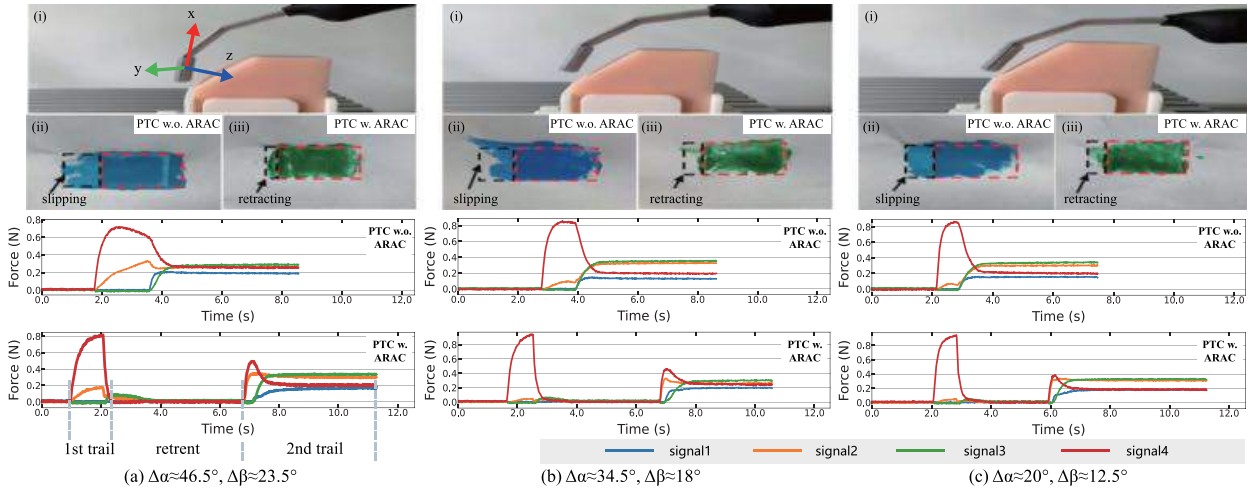 (i)
x
y
z
(i)
(i)
(ii)
PTC w.o. ARAC
(iii)
PTC w. ARAC
slipping
retracting
(ii)
PTC w.o. ARAC
(iii)
PTC w. ARAC
slipping
retracting
(ii)
PTC w.o. ARAC
(iii)
PTC w. ARAC
slipping
retracting
Force (N)
0.8
0.6
0.4
0.2
0.0
PTC w.o.
ARAC
0.0 2.0 4.0 6.0 8.0 10.0 12.0
Time (s)
Force (N)
0.8
0.6
0.4
0.2
0.0
PTC w.o.
ARAC
0.0 2.0 4.0 6.0 8.0 10.0 12.0
Time (s)
Force (N)
0.8
0.6
0.4
0.2
0.0
PTC w.o.
ARAC
0.0 2.0 4.0 6.0 8.0 10.0 12.0
Time (s)
Force (N)
0.8
0.6
0.4
0.2
0.0
PTC w.
ARAC
0.0 2.0 4.0 6.0 8.0 10.0 12.0
Time (s)
1st trail
retrent
2nd trail
Force (N)
0.8
0.6
0.4
0.2
0.0
PTC w.
ARAC
0.0 2.0 4.0 6.0 8.0 10.0 12.0
Time (s)
Force (N)
0.8
0.6
0.4
0.2
0.0
PTC w.
ARAC
0.0 2.0 4.0 6.0 8.0 10.0 12.0
Time (s)
signal1 signal2 signal3 signal4
(a) Δα≈46.5°, Δβ≈23.5°
(b) Δα≈34.5°, Δβ≈18°
(c) Δα≈20°, Δβ≈12.5°